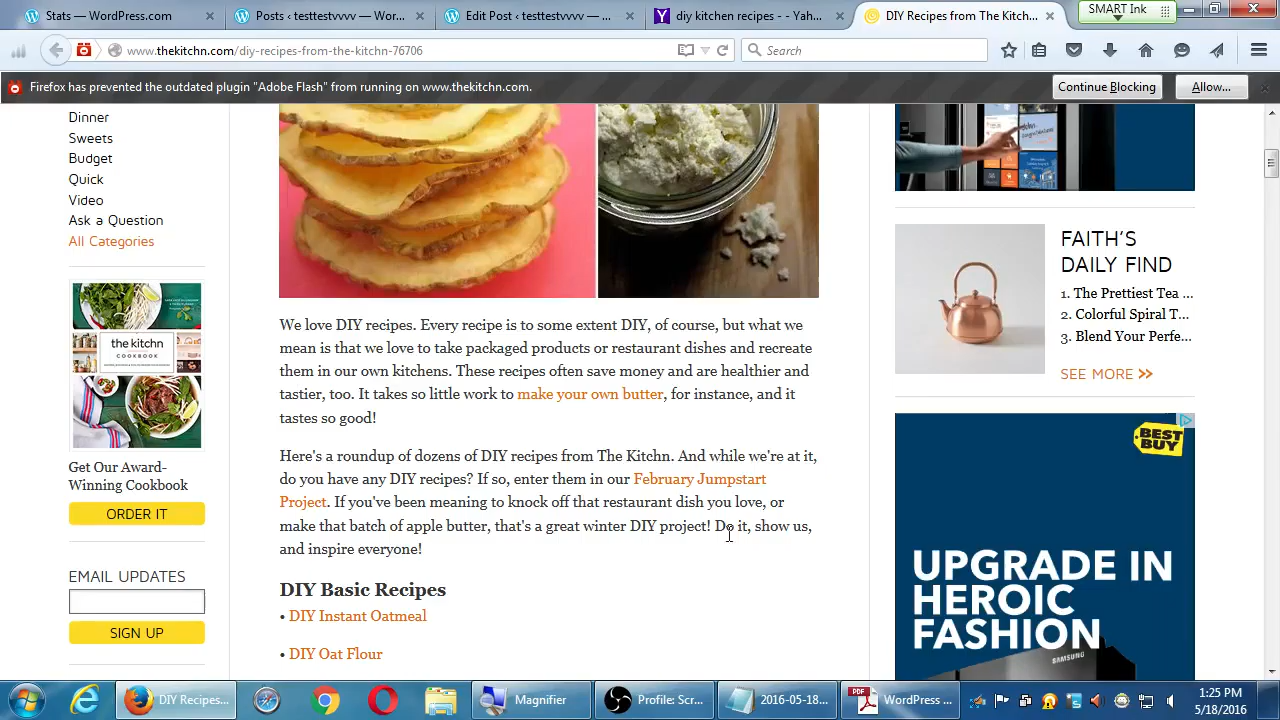 Stats — WordPress.com
Posts ‹ testtestvvvv — Wor...
Edit Post ‹ testtestvvvv — ...
diy kitchen recipes - - Yah...
DIY Recipes from The Kitch...
SMART Ink
www.thekitchn.com/diy-recipes-from-the-kitchn-76706
Search
Firefox has prevented the outdated plugin "Adobe Flash" from running on www.thekitchn.com.
Continue Blocking
Allow...
Dinner
Sweets
Budget
Quick
Video
Ask a Question
All Categories
the kitchn
COOKBOOK
Get Our Award-
Winning Cookbook
ORDER IT
EMAIL UPDATES
SIGN UP
We love DIY recipes. Every recipe is to some extent DIY, of course, but what we
mean is that we love to take packaged products or restaurant dishes and recreate
them in our own kitchens. These recipes often save money and are healthier and
tastier, too. It takes so little work to make your own butter, for instance, and it
tastes so good!
Here's a roundup of dozens of DIY recipes from The Kitchn. And while we're at it,
do you have any DIY recipes? If so, enter them in our February Jumpstart
Project. If you've been meaning to knock off that restaurant dish you love, or
make that batch of apple butter, that's a great winter DIY project! Do it, show us,
and inspire everyone!
DIY Basic Recipes
• DIY Instant Oatmeal
• DIY Oat Flour
FAITH'S
DAILY FIND
1. The Prettiest Tea ...
2. Colorful Spiral T...
3. Blend Your Perfe...
SEE MORE
BEST BUY
UPGRADE IN
HEROIC
FASHION
SAMSUNG
DIY Recipes...
Magnifier
Profile: Scr...
2016-05-18...
PDF
WordPress ...
1:25 PM
5/18/2016